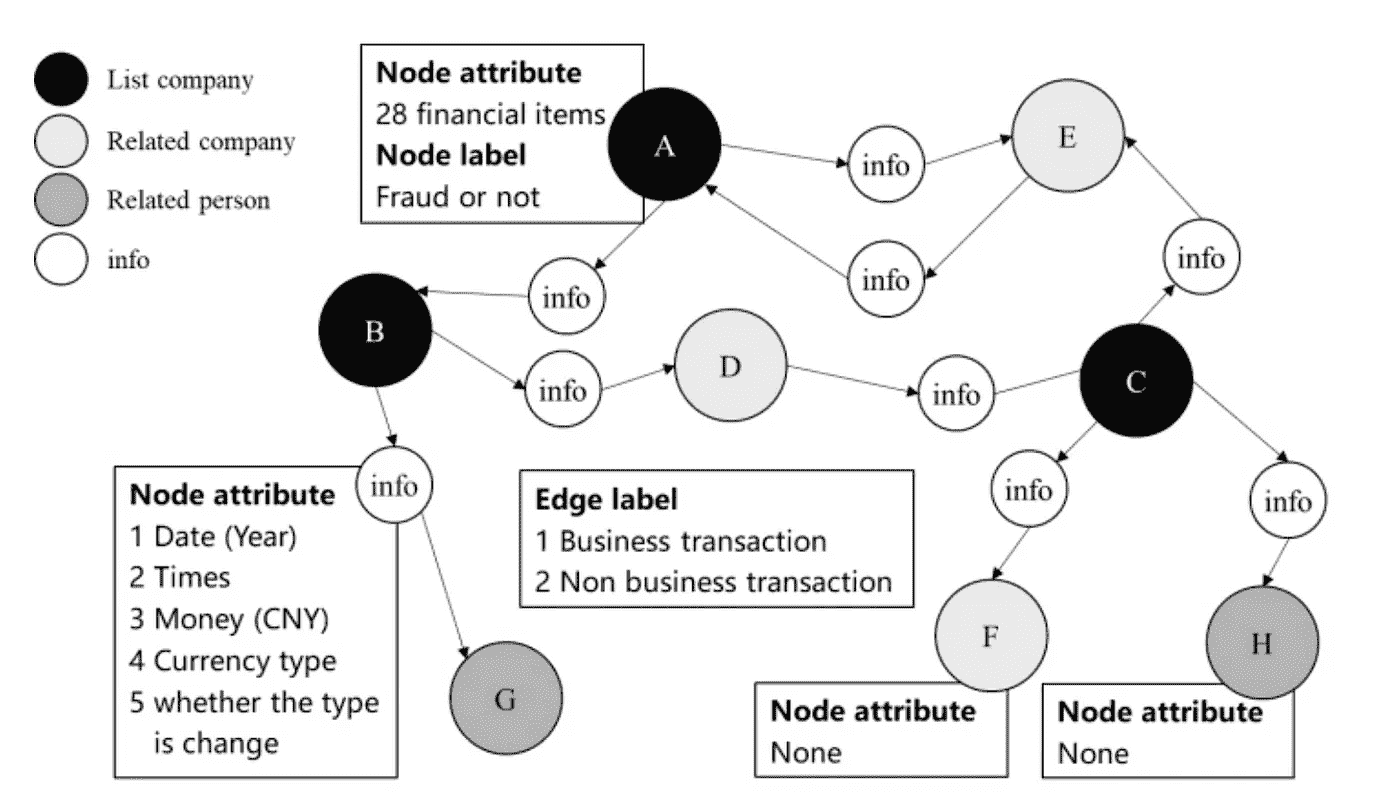 List company
Related company
Related person
info
Node attribute
28 financial items
Node label
Fraud or not
A
info
E
info
info
info
B
info
D
info
C
info
Node attribute
1 Date (Year)
2 Times
3 Money (CNY)
4 Currency type
5 whether the type
is change
G
Edge label
1 Business transaction
2 Non business transaction
info
info
F
H
Node attribute
None
Node attribute
None